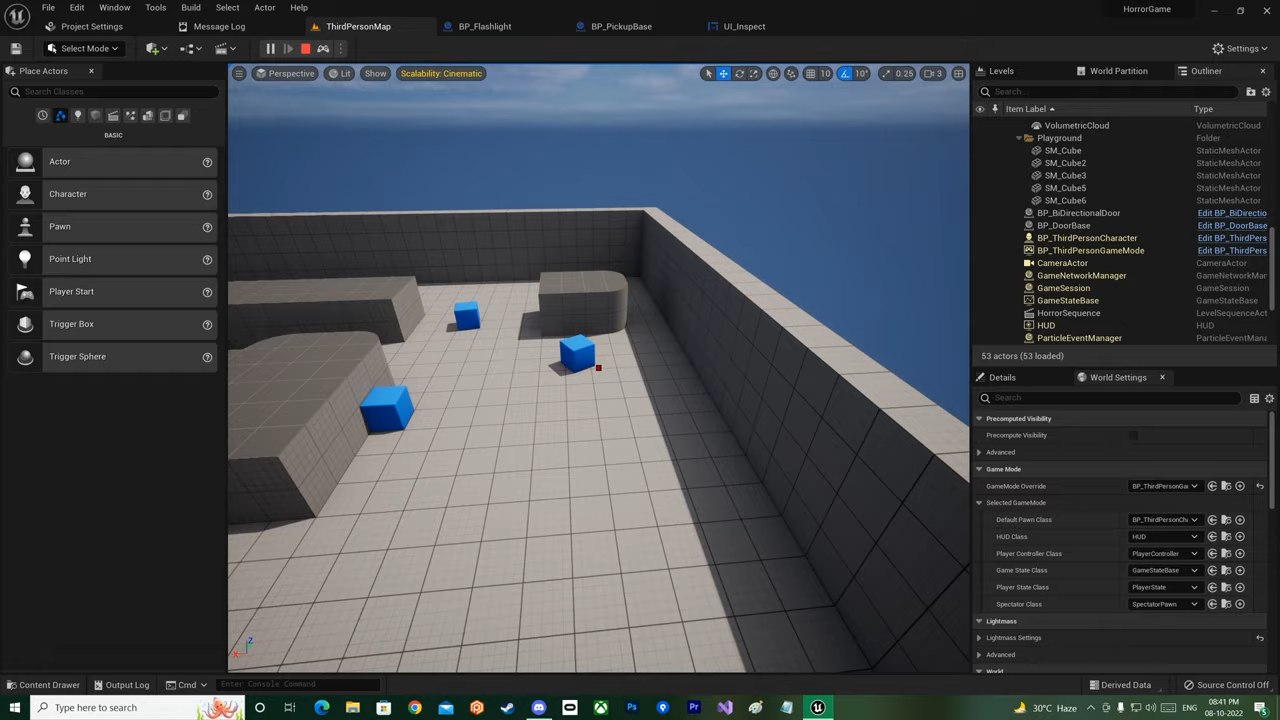 File Edit Window Tools Build Select Actor Help HorrorGame
Project Settings Message Log ThirdPersonMap BP_Flashlight BP_PickupBase UI_Inspect
Select Mode Settings
Place Actors
Search Classes
BASIC
Actor
Character
Pawn
Point Light
Player Start
Trigger Box
Trigger Sphere
Perspective Lit Show Scalability: Cinematic 10 10° 0.25 3
Z
X
Levels World Partition Outliner
Search...
Item Label Type
VolumetricCloud VolumetricCloud
Playground Folder
SM_Cube StaticMeshActor
SM_Cube2 StaticMeshActor
SM_Cube3 StaticMeshActor
SM_Cube5 StaticMeshActor
SM_Cube6 StaticMeshActor
BP_BiDirectionalDoor Edit BP_BiDirectio
BP_DoorBase Edit BP_DoorBase
BP_ThirdPersonCharacter Edit BP_ThirdPers
BP_ThirdPersonGameMode Edit BP_ThirdPers
CameraActor CameraActor
GameNetworkManager GameNetworkMar
GameSession GameSession
GameStateBase GameStateBase
HorrorSequence LevelSequenceAct
HUD HUD
ParticleEventManager ParticleEventMana
53 actors (53 loaded)
Details World Settings
Search
Precomputed Visibility
Precompute Visibility
Advanced
Game Mode
GameMode Override BP_ThirdPersonGa
Selected GameMode
Default Pawn Class BP_ThirdPersonCh
HUD Class HUD
Player Controller Class PlayerController
Game State Class GameStateBase
Player State Class PlayerState
Spectator Class SpectatorPawn
Lightmass
Lightmass Settings
Advanced
World
Content Drawer Output Log Cmd Enter Console Command Derived Data Source Control Off
Type here to search 30°C Haze 08:41 PM
08-10-2022